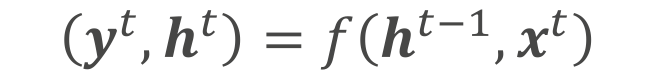 (y^t, h^t) = f(h^{t-1}, x^t)